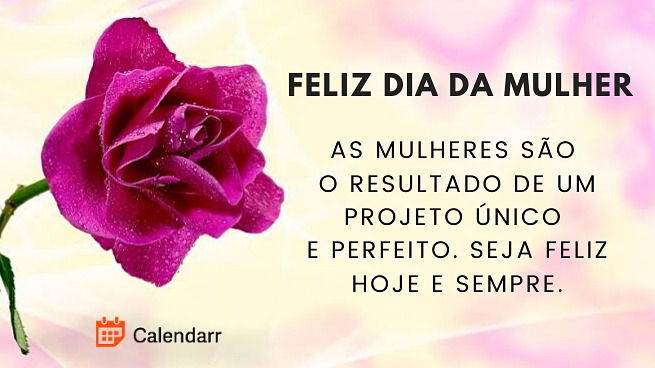 FELIZ DIA DA MULHER
AS MULHERES SÃO
O RESULTADO DE UM
PROJETO ÚNICO
E PERFEITO. SEJA FELIZ
HOJE E SEMPRE.
Calendarr